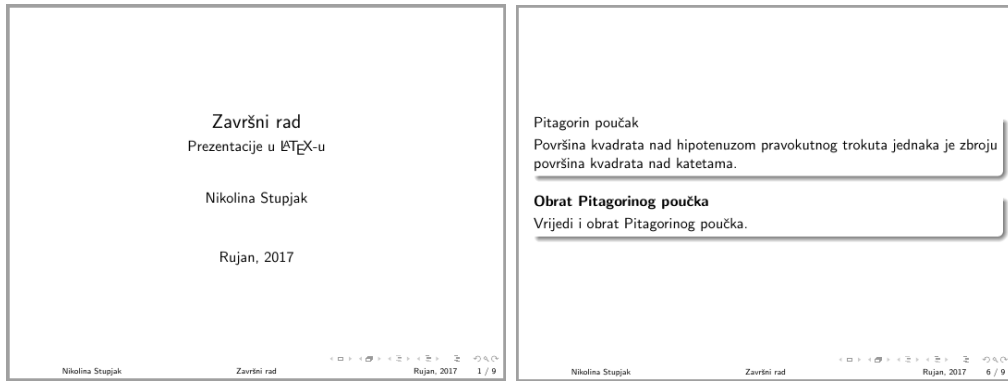 Završni rad
Prezentacije u LATEX-u
Nikolina Stupjak
Rujan, 2017
Nikolina Stupjak Završni rad Rujan, 2017 1 / 9
Pitagorin poučak
Površina kvadrata nad hipotenuzom pravokutnog trokuta jednaka je zbroju
površina kvadrata nad katetama.
Obrat Pitagorinog poučka
Vrijedi i obrat Pitagorinog poučka.
Nikolina Stupjak Završni rad Rujan, 2017 6 / 9